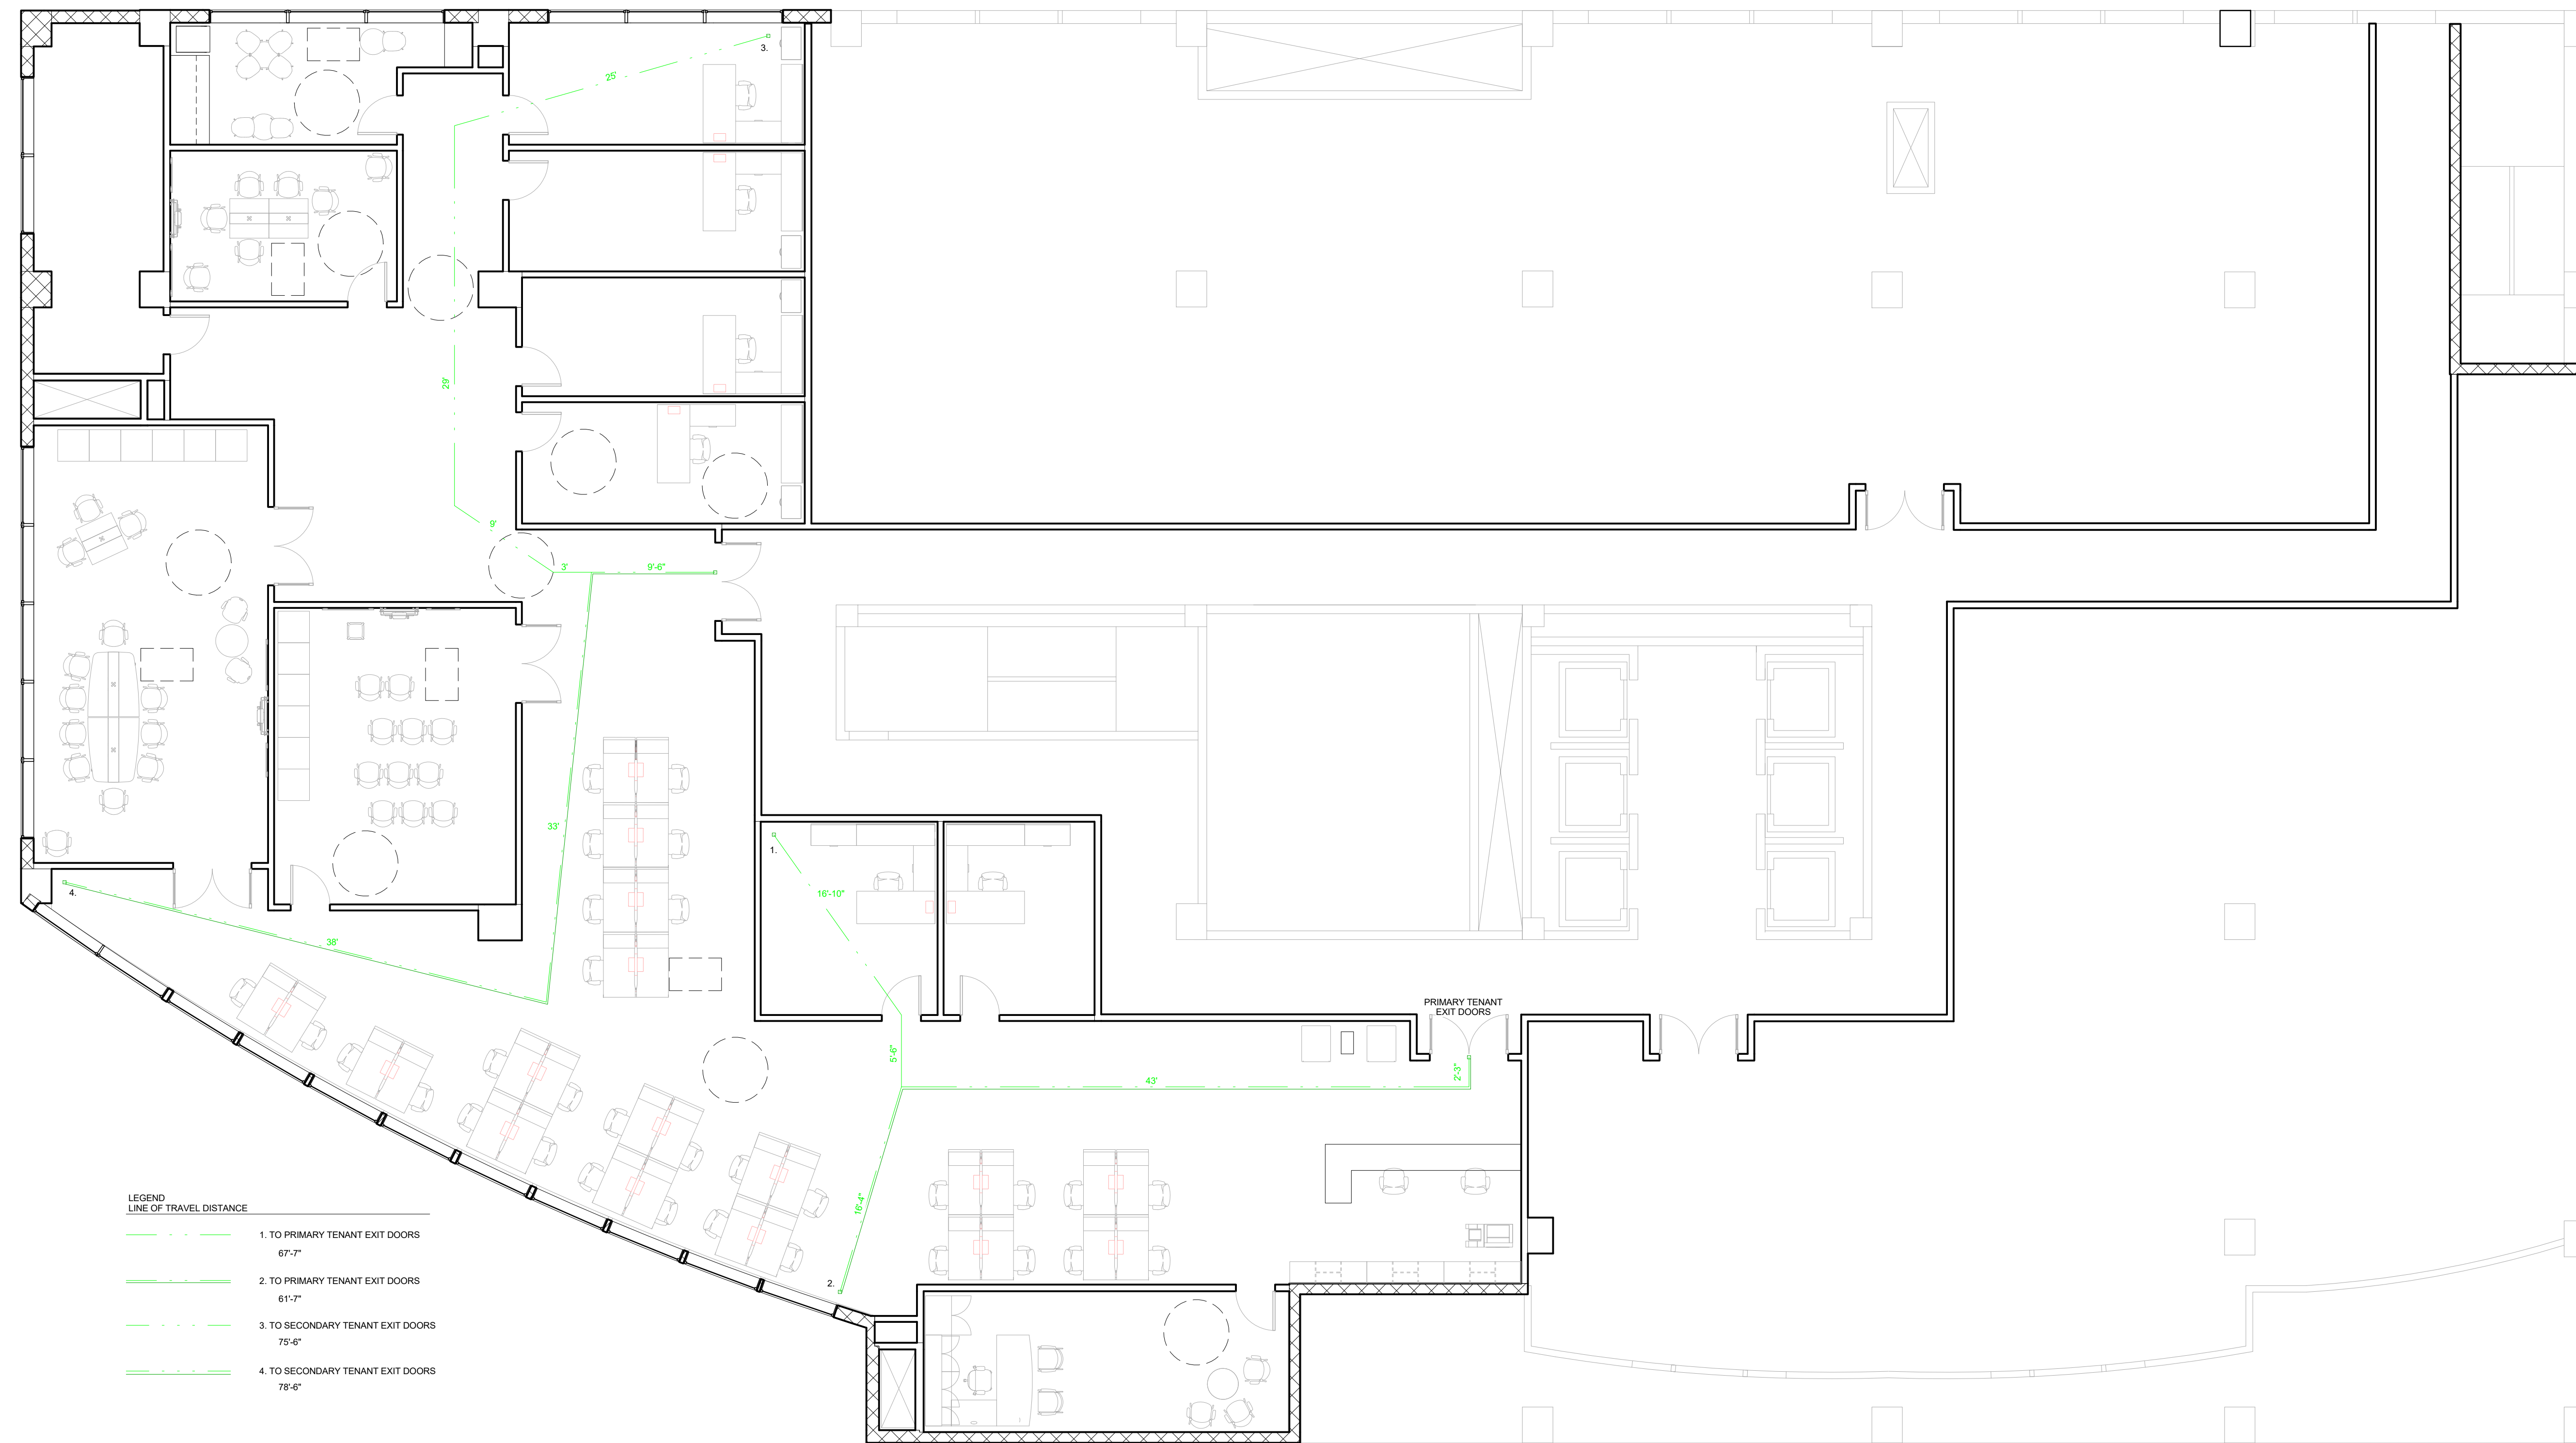 3.
25'
29'
9'
3'
9'-6"
33'
1.
16'-10"
4.
38'
PRIMARY TENANT
EXIT DOORS
5'-6"
43'
2'-3"
16'-4"
2.
LEGEND
LINE OF TRAVEL DISTANCE
1. TO PRIMARY TENANT EXIT DOORS
67'-7"
2. TO PRIMARY TENANT EXIT DOORS
61'-7"
3. TO SECONDARY TENANT EXIT DOORS
75'-6"
4. TO SECONDARY TENANT EXIT DOORS
78'-6"